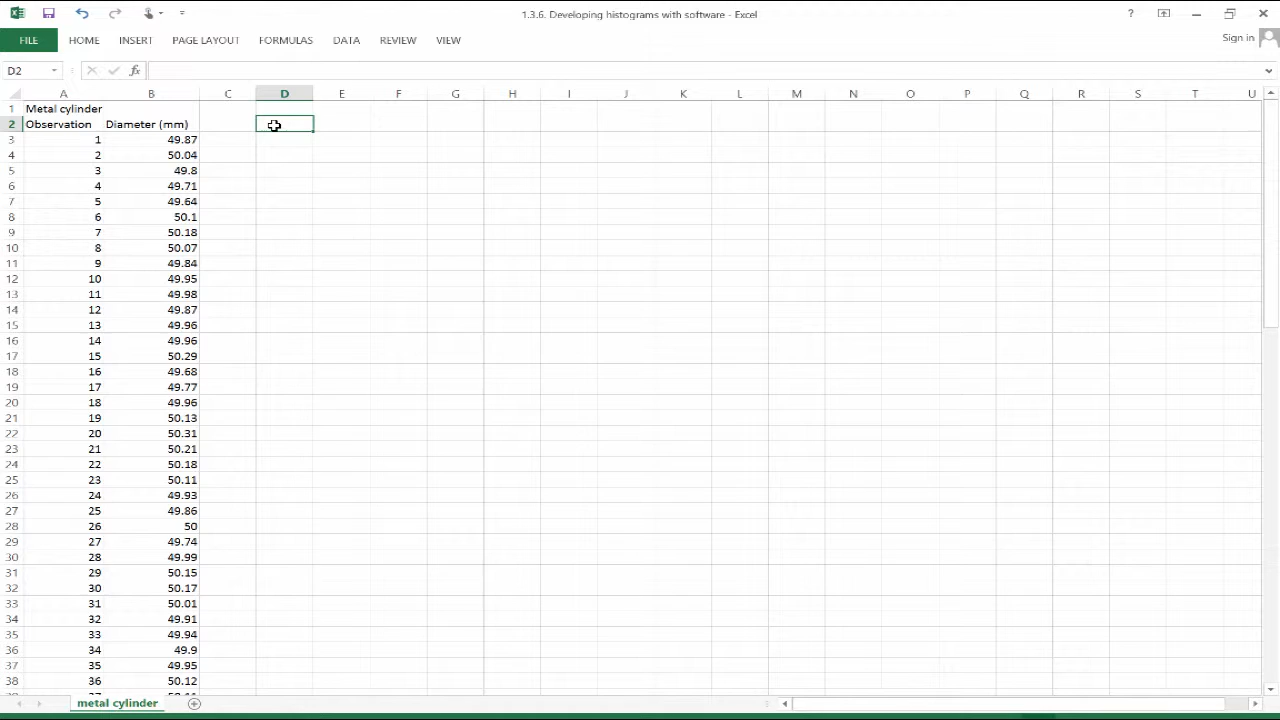 1.3.6. Developing histograms with software - Excel
?
FILE HOME INSERT PAGE LAYOUT FORMULAS DATA REVIEW VIEW Sign in
D2 fx
A B C D E F G H I J K L M N O P Q R S T U
1 Metal cylinder
2 Observation Diameter (mm)
3 1 49.87
4 2 50.04
5 3 49.8
6 4 49.71
7 5 49.64
8 6 50.1
9 7 50.18
10 8 50.07
11 9 49.84
12 10 49.95
13 11 49.98
14 12 49.87
15 13 49.96
16 14 49.96
17 15 50.29
18 16 49.68
19 17 49.77
20 18 49.96
21 19 50.13
22 20 50.31
23 21 50.21
24 22 50.18
25 23 50.11
26 24 49.93
27 25 49.86
28 26 50
29 27 49.74
30 28 49.99
31 29 50.15
32 30 50.17
33 31 50.01
34 32 49.91
35 33 49.94
36 34 49.9
37 35 49.95
38 36 50.12
metal cylinder